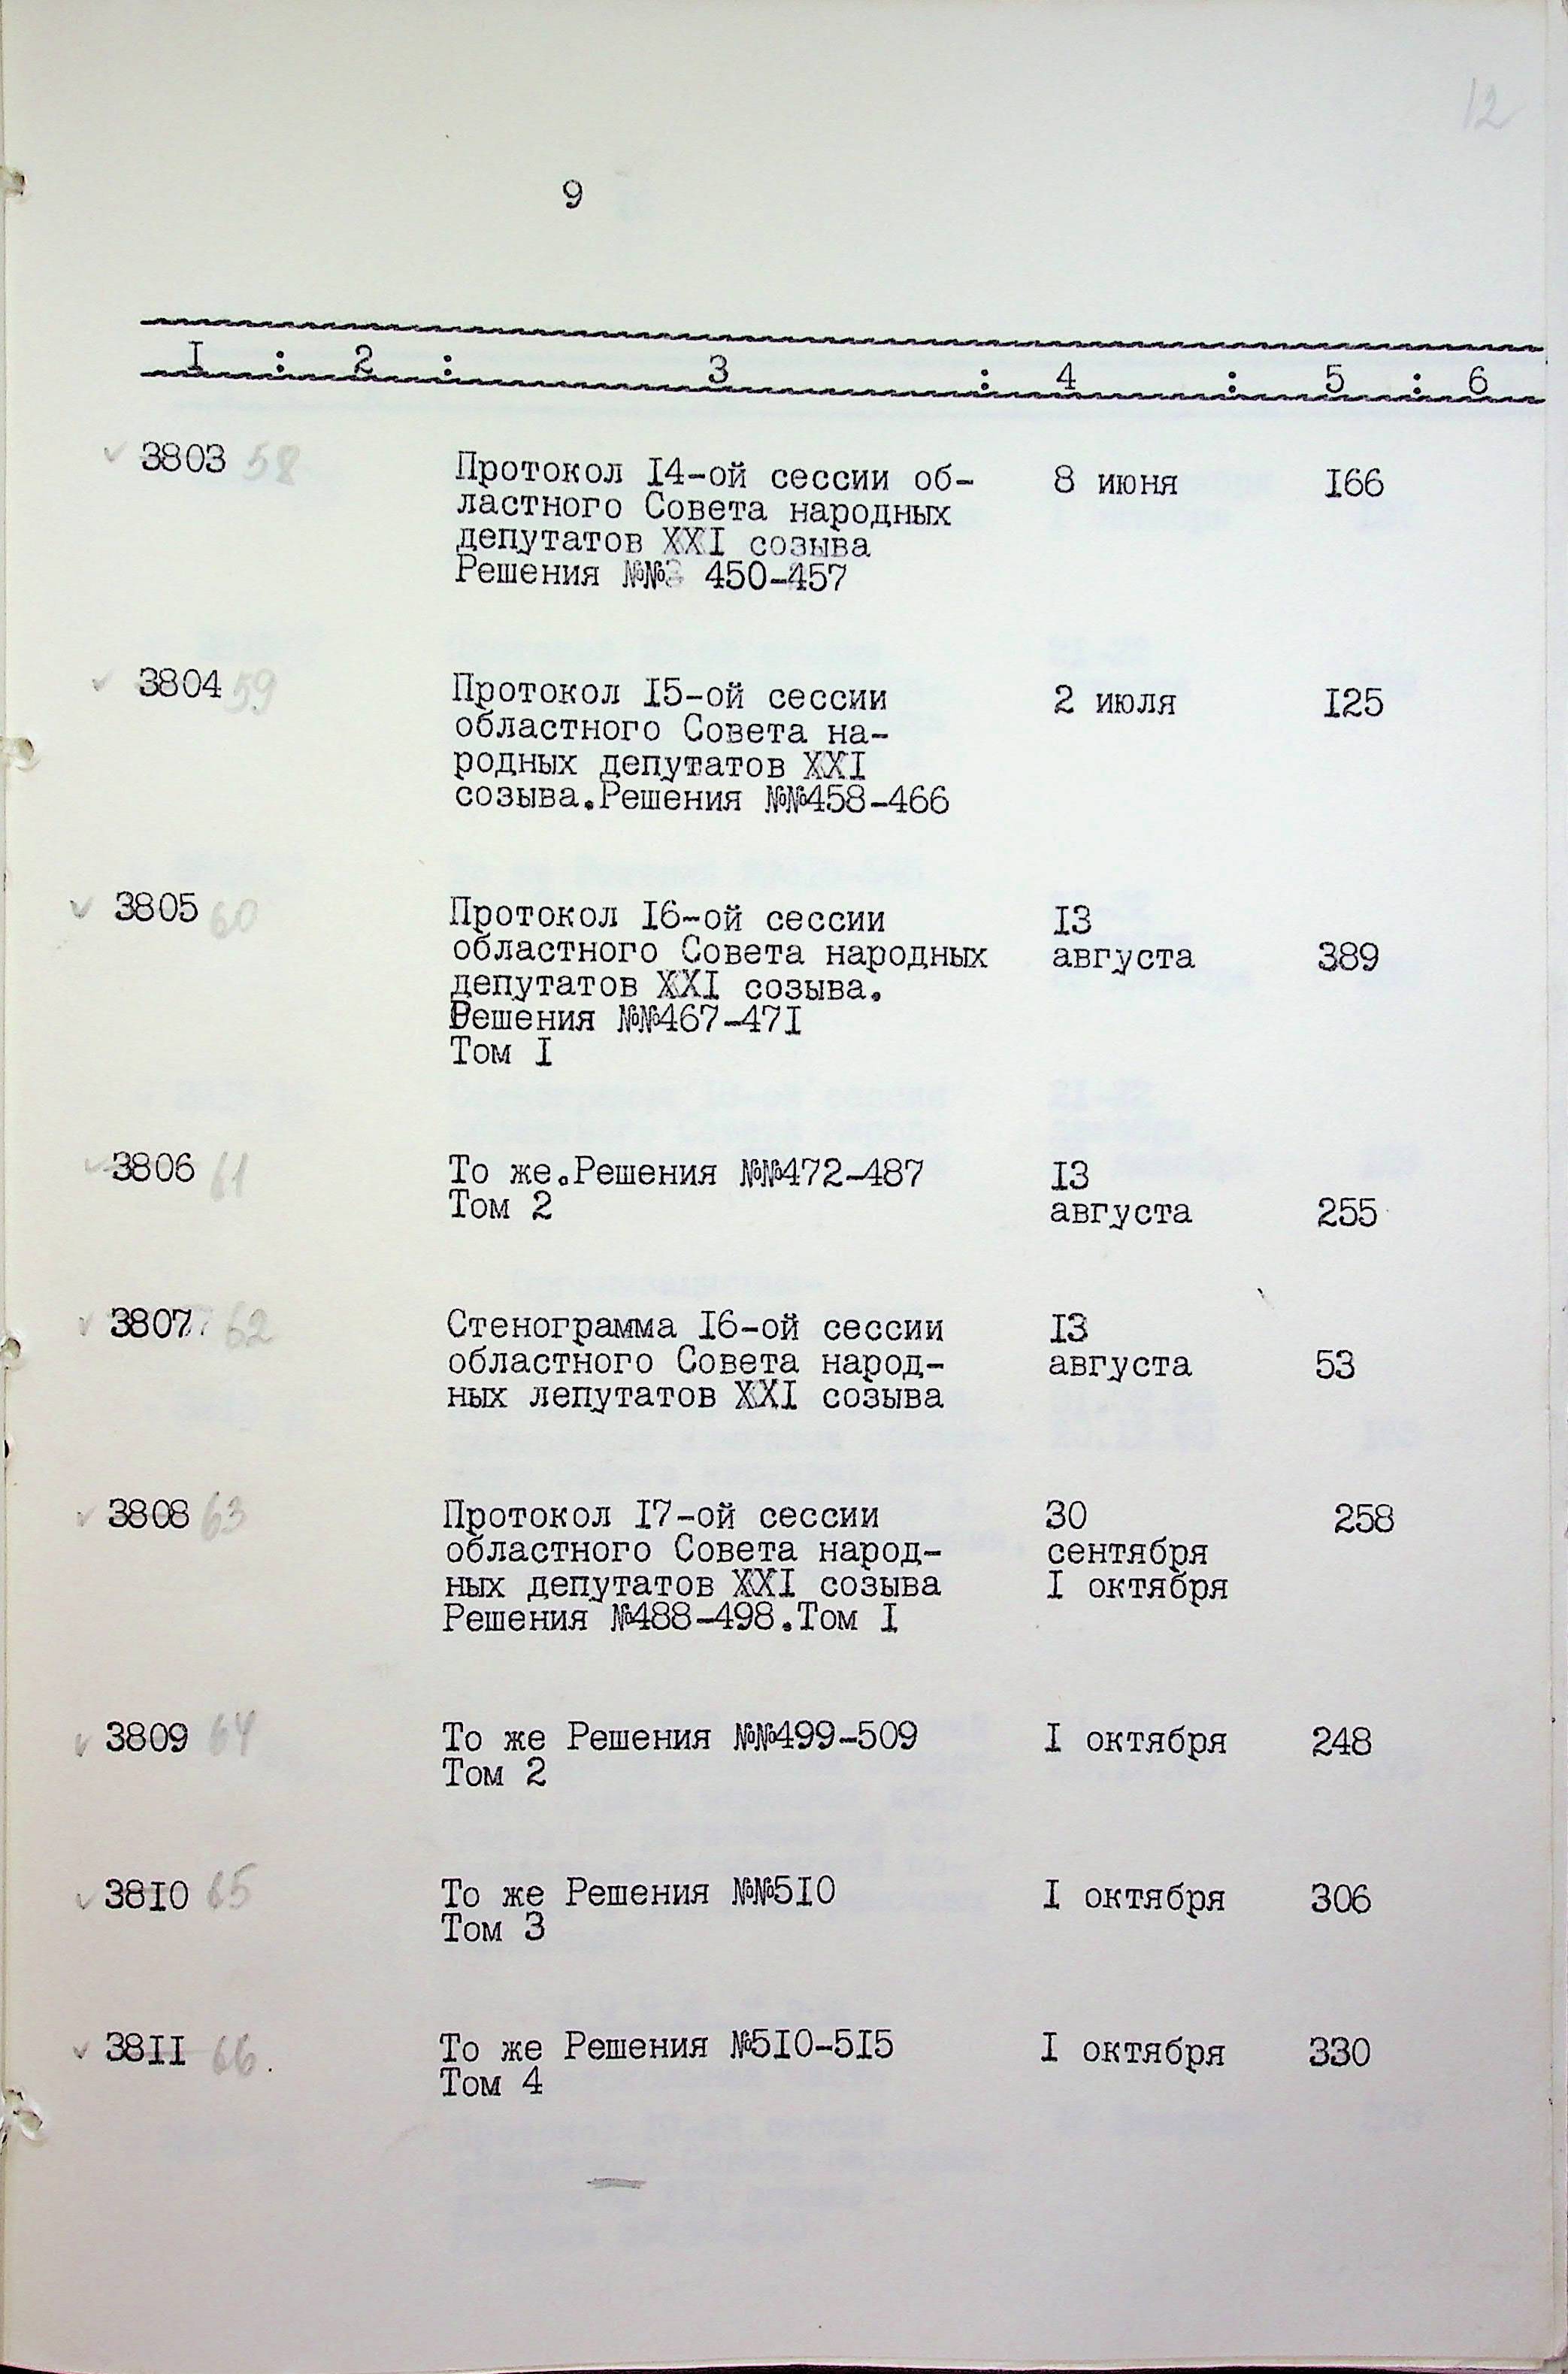 12
9
I : 2 : 3 : 4 : 5 : 6
3803 58 Протокол I4-ой сессии об- 8 июня I66
ластного Совета народных
депутатов XXI созыва
Решения №№ 450-457
3804 59 Протокол I5-ой сессии 2 июля I25
областного Совета на-
родных депутатов XXI
созыва.Решения №№458-466
3805 60 Протокол I6-ой сессии I3
областного Совета народных августа 389
депутатов XXI созыва.
Решения №№467-47I
Том I
3806 61 То же.Решения №№472-487 I3
Том 2 августа 255
3807 62 Стенограмма I6-ой сессии I3
областного Совета народ- августа 53
ных лепутатов XXI созыва
3808 63 Протокол I7-ой сессии 30 258
областного Совета народ- сентября
ных депутатов XXI созыва I октября
Решения №488-498.Том I
3809 64 То же Решения №№499-509 I октября 248
Том 2
38I0 65 То же Решения №№5I0 I октября 306
Том 3
38II 66. То же Решения №5I0-5I5 I октября 330
Том 4